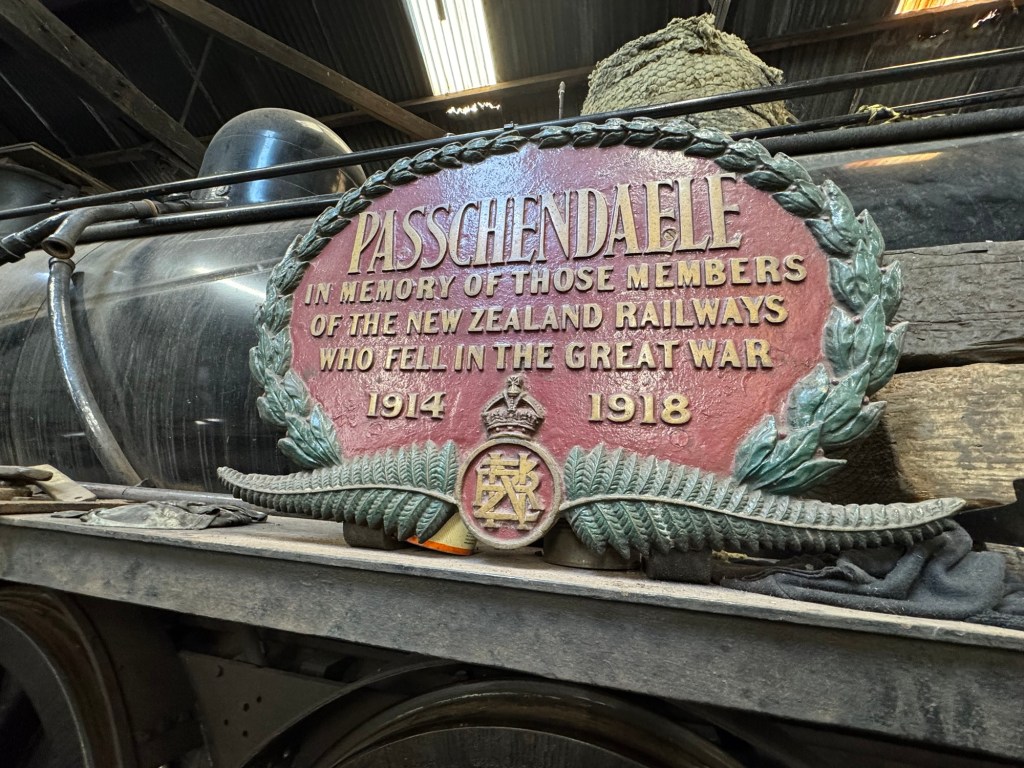 PASSCHENDAELE
IN MEMORY OF THOSE MEMBERS
OF THE NEW ZEALAND RAILWAYS
WHO FELL IN THE GREAT WAR
1914 1918
NZR